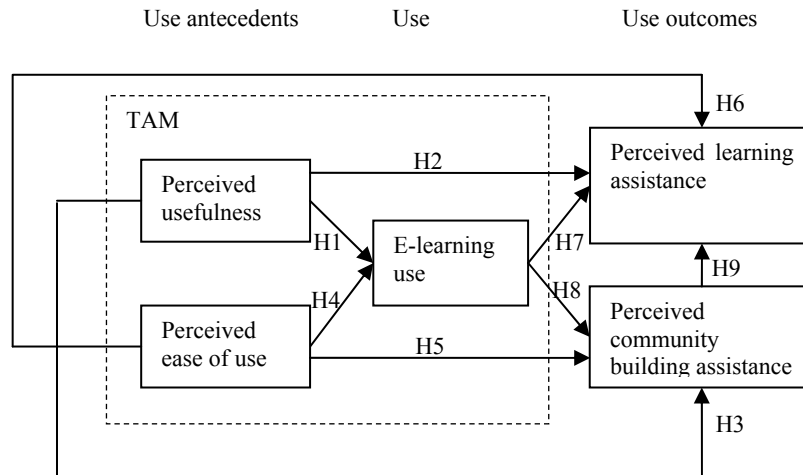 Use antecedents Use Use outcomes
H6
TAM
Perceived usefulness
H2
Perceived learning
assistance
H1
E-learning
use
H7
H9
H4
H8
Perceived
ease of use
H5
Perceived
community
building assistance
H3